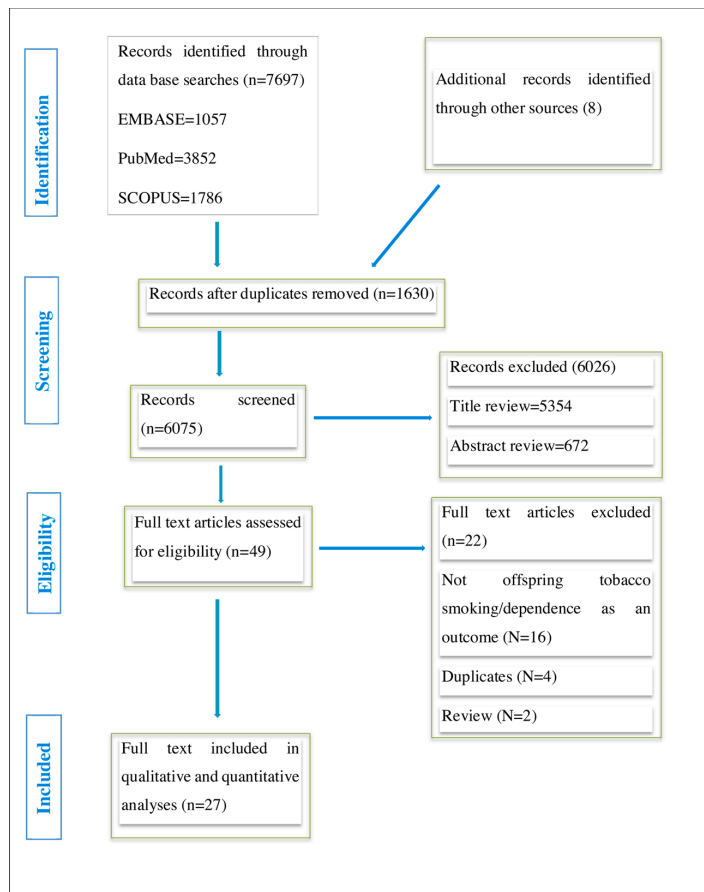 Identification
Records identified through
data base searches (n=7697)
EMBASE=1057
PubMed=3852
SCOPUS=1786
Additional records identified
through other sources (8)
Screening
Records after duplicates removed (n=1630)
Records screened
(n=6075)
Records excluded (6026)
Title review=5354
Abstract review=672
Eligibility
Full text articles assessed
for eligibility (n=49)
Full text articles excluded
(n=22)
Not offspring tobacco
smoking/dependence as an
outcome (N=16)
Duplicates (N=4)
Review (N=2)
Included
Full text included in
qualitative and quantitative
analyses (n=27)